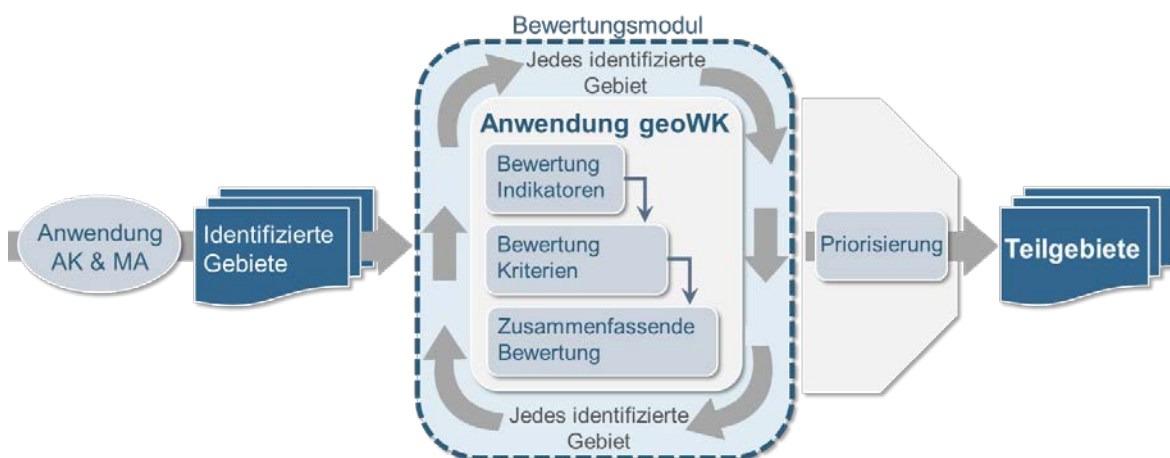 Bewertungsmodul
Jedes identifizierte
Gebiet
Anwendung geoWK
Bewertung
Indikatoren
Anwendung
AK & MA
Identifizierte
Gebiete
Bewertung
Kriterien
Zusammenfassende
Bewertung
Jedes identifizierte
Gebiet
Priorisierung
Teilgebiete